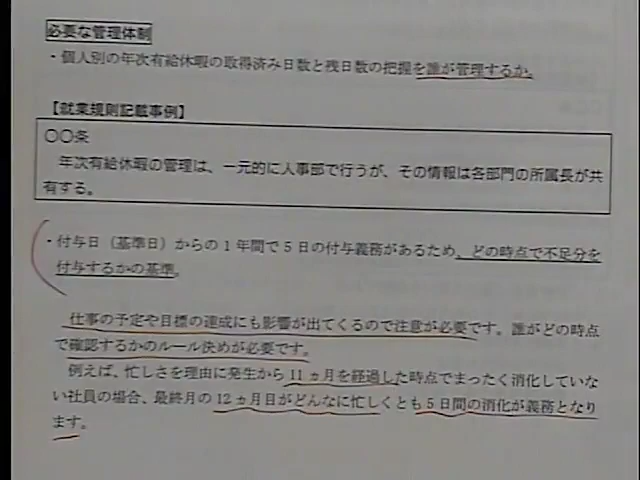 必要な管理体制
・個人別の年次有給休暇の取得済み日数と残日数の把握を誰が管理するか。
【就業規則記載事例】
〇〇条
年次有給休暇の管理は、一元的に人事部で行うが、その情報は各部門の所属長が共
有する。
・付与日（基準日）からの1年間で5日の付与義務があるため、どの時点で不足分を
付与するかの基準。
仕事の予定や目標の達成にも影響が出てくるので注意が必要です。誰がどの時点
で確認するかのルール決めが必要です。
例えば、忙しさを理由に発生から11ヵ月を経過した時点でまったく消化していな
い社員の場合、最終月の12ヵ月目がどんなに忙しくとも5日間の消化が義務となり
ます。